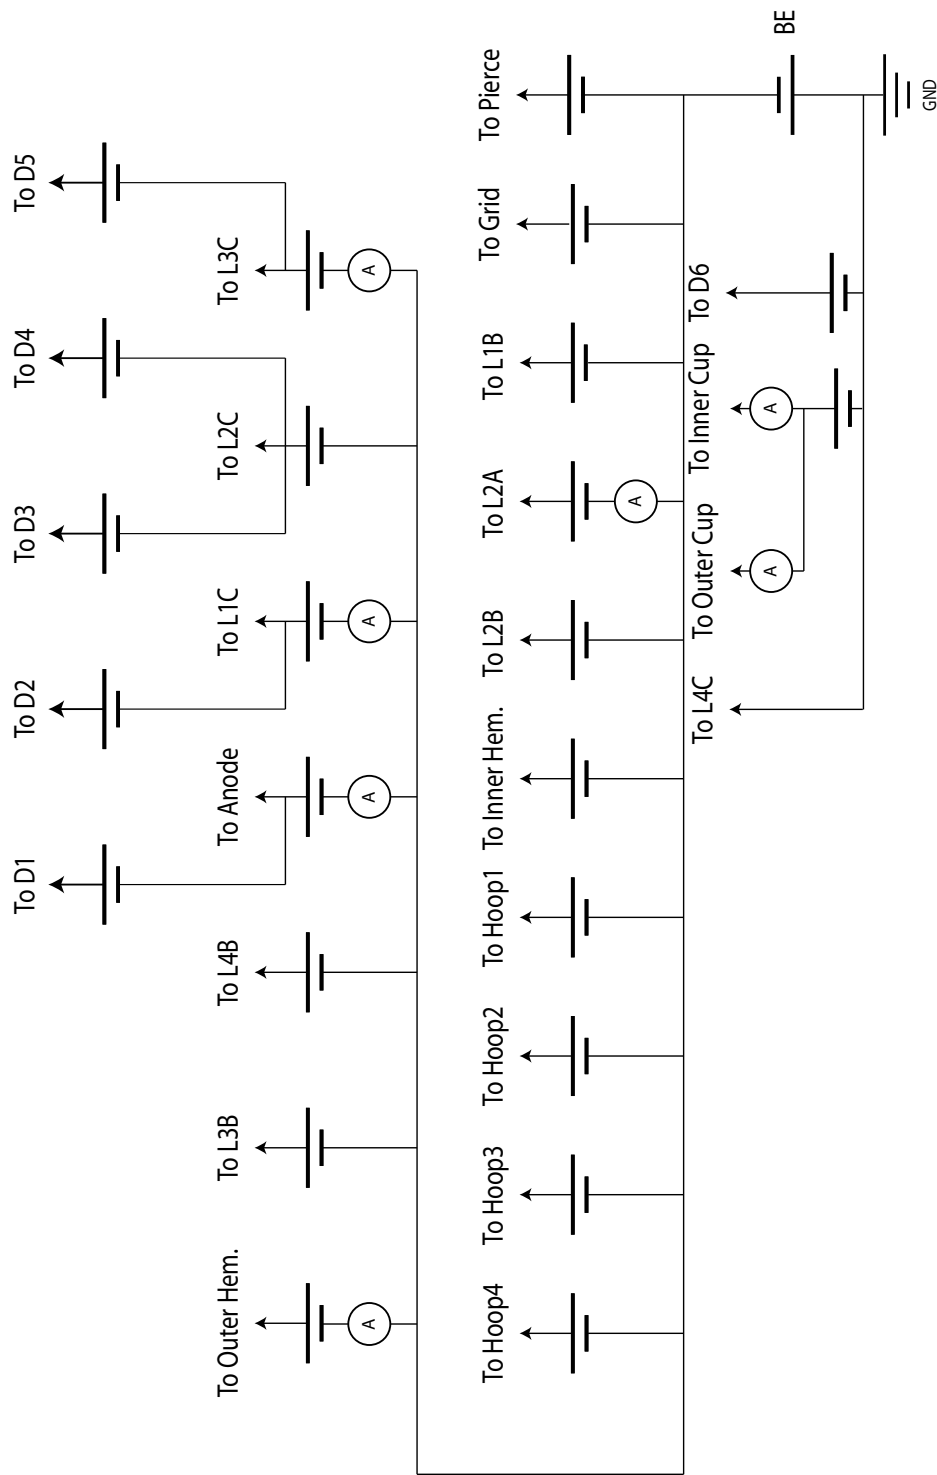 To D1
To D2
To D3
To D4
To D5
To Outer Hem.
To L3B
To L4B
To Anode
To L1C
To L2C
To L3C
A
A
A
A
To Hoop4
To Hoop3
To Hoop2
To Hoop1
To Inner Hem.
To L2B
To L2A
To L1B
To Grid
To Pierce
A
To L4C
To Outer Cup
To Inner Cup
To D6
A
A
BE
GND